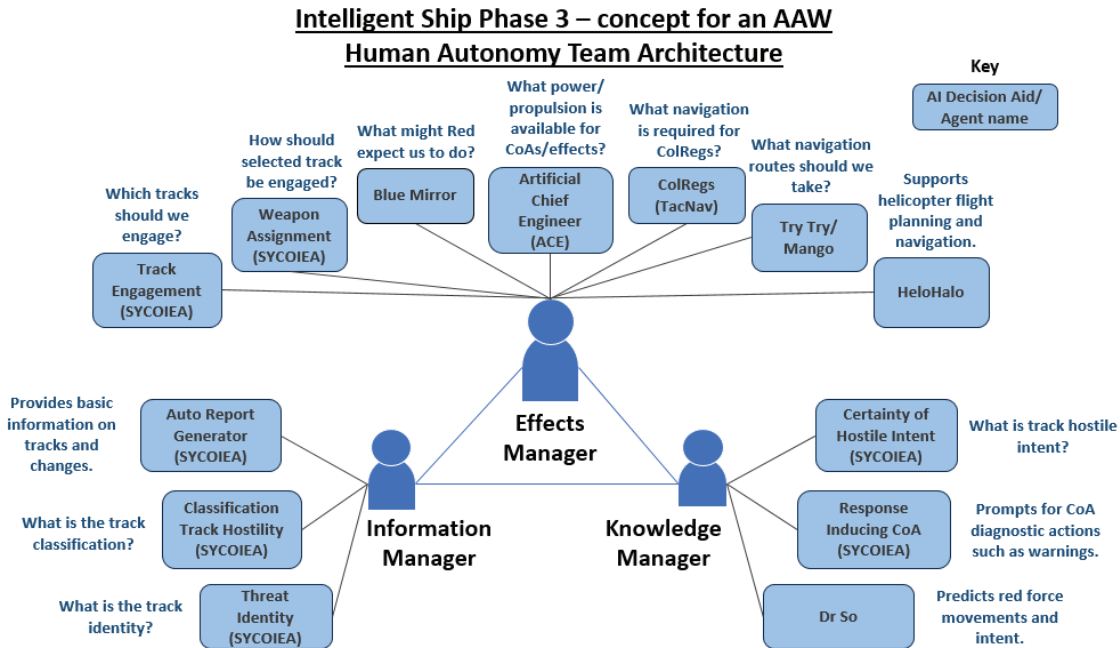 Intelligent Ship Phase 3 – concept for an AAW
Human Autonomy Team Architecture
Key
AI Decision Aid/
Agent name
Which tracks
should we
engage?
Track
Engagement
(SYCOIEA)
How should
selected track
be engaged?
Weapon
Assignment
(SYCOIEA)
What might Red
expect us to do?
Blue Mirror
What power/
propulsion is
available for
CoAs/effects?
Artificial
Chief
Engineer
(ACE)
What navigation
is required for
ColRegs?
ColRegs
(TacNav)
What navigation
routes should we
take?
Try Try/
Mango
Supports
helicopter flight
planning and
navigation.
HeloHalo
Effects
Manager
Provides basic
information on
tracks and
changes.
Auto Report
Generator
(SYCOIEA)
What is the track
classification?
Classification
Track Hostility
(SYCOIEA)
What is the track
identity?
Threat
Identity
(SYCOIEA)
Information
Manager
Knowledge
Manager
Certainty of
Hostile Intent
(SYCOIEA)
What is track hostile
intent?
Response
Inducing CoA
(SYCOIEA)
Prompts for CoA
diagnostic actions
such as warnings.
Dr So
Predicts red force
movements and
intent.